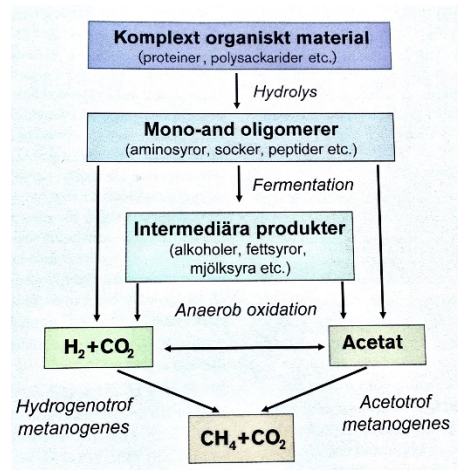 Komplext organiskt material
(proteiner, polysackarider etc.)
Hydrolys
Mono-and oligomerer
(aminosyror, socker, peptider etc.)
Fermentation
Intermediära produkter
(alkoholer, fettsyror,
mjölksyra etc.)
Anaerob oxidation
H₂+CO₂
Acetat
Hydrogenotrof
metanogenes
Acetotrof
metanogenes
CH₄+CO₂